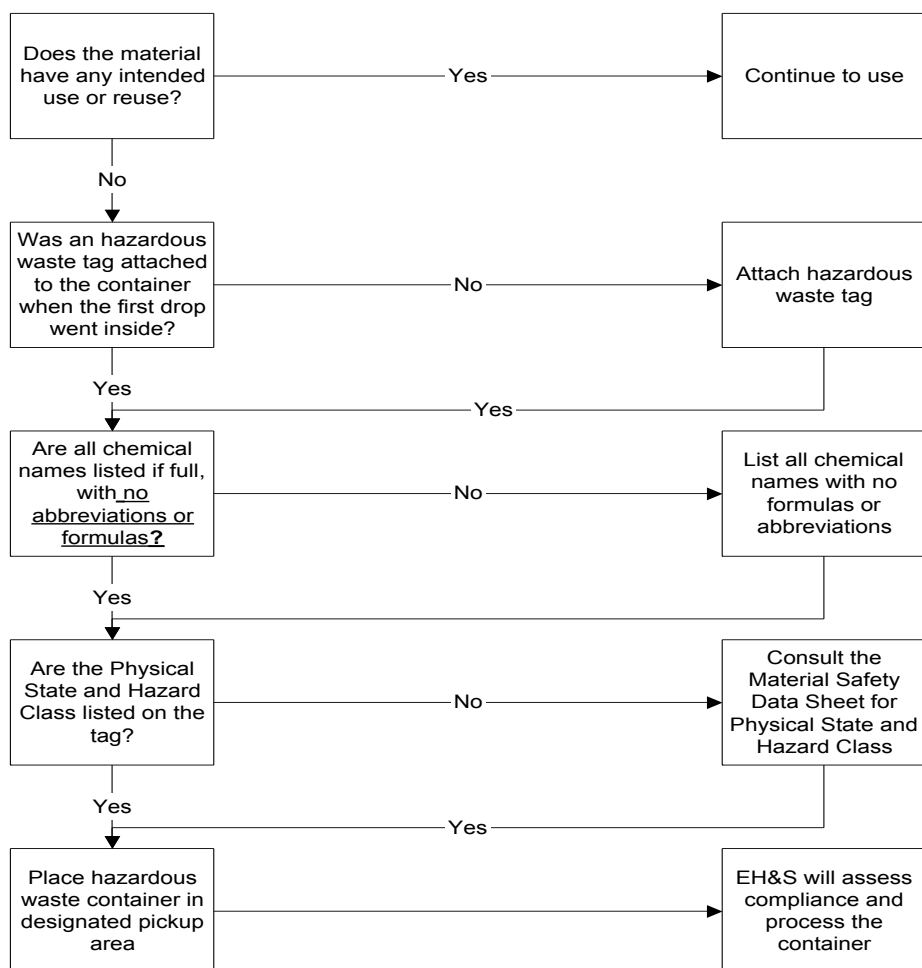 Does the material
have any intended
use or reuse?
Yes
Continue to use
No
Was an hazardous
waste tag attached
to the container
when the first drop
went inside?
No
Attach hazardous
waste tag
Yes
Yes
Are all chemical
names listed if full,
with no
abbreviations or
formulas?
No
List all chemical
names with no
formulas or
abbreviations
Yes
Are the Physical
State and Hazard
Class listed on the
tag?
No
Consult the
Material Safety
Data Sheet for
Physical State and
Hazard Class
Yes
Yes
Place hazardous
waste container in
designated pickup
area
EH&S will assess
compliance and
process the
container